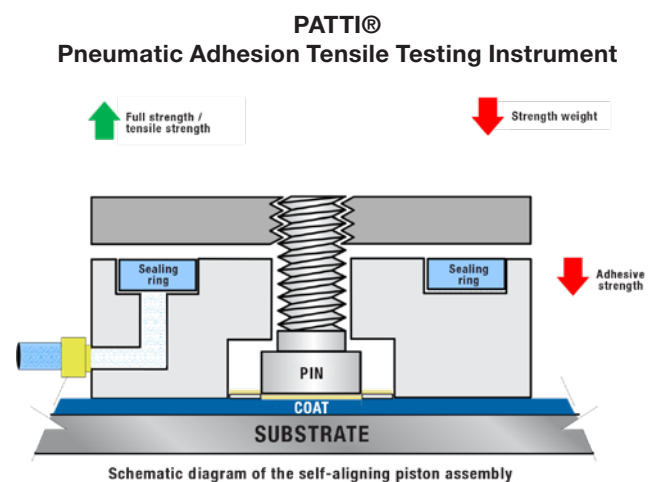 PATTI®
Pneumatic Adhesion Tensile Testing Instrument
Full strength /
tensile strength
Strength weight
Sealing
ring
Sealing
ring
Adhesive
strength
PIN
COAT
SUBSTRATE
Schematic diagram of the self-aligning piston assembly